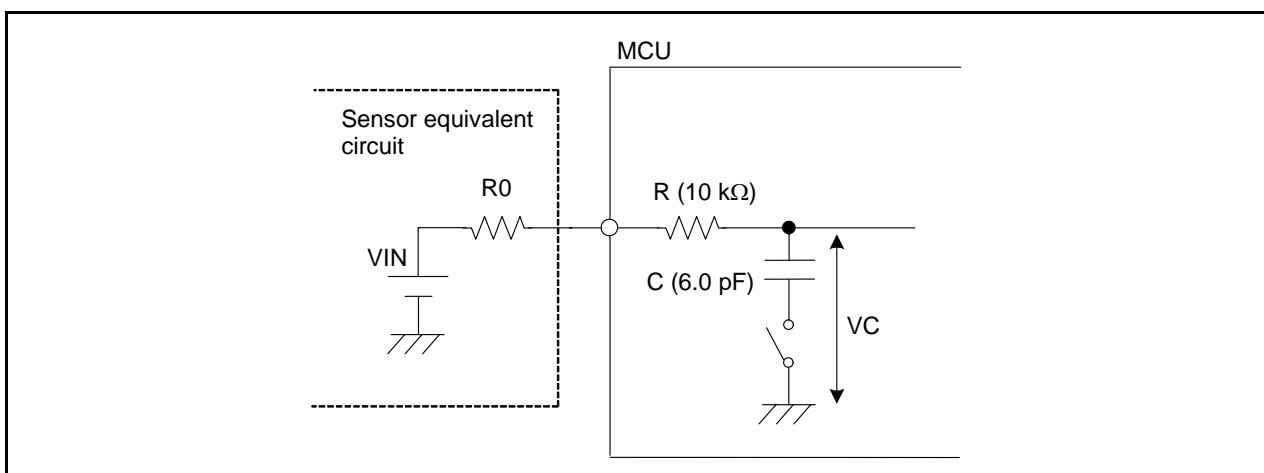 MCU
Sensor equivalent
circuit
R0
R (10 kΩ)
VIN
C (6.0 pF)
VC